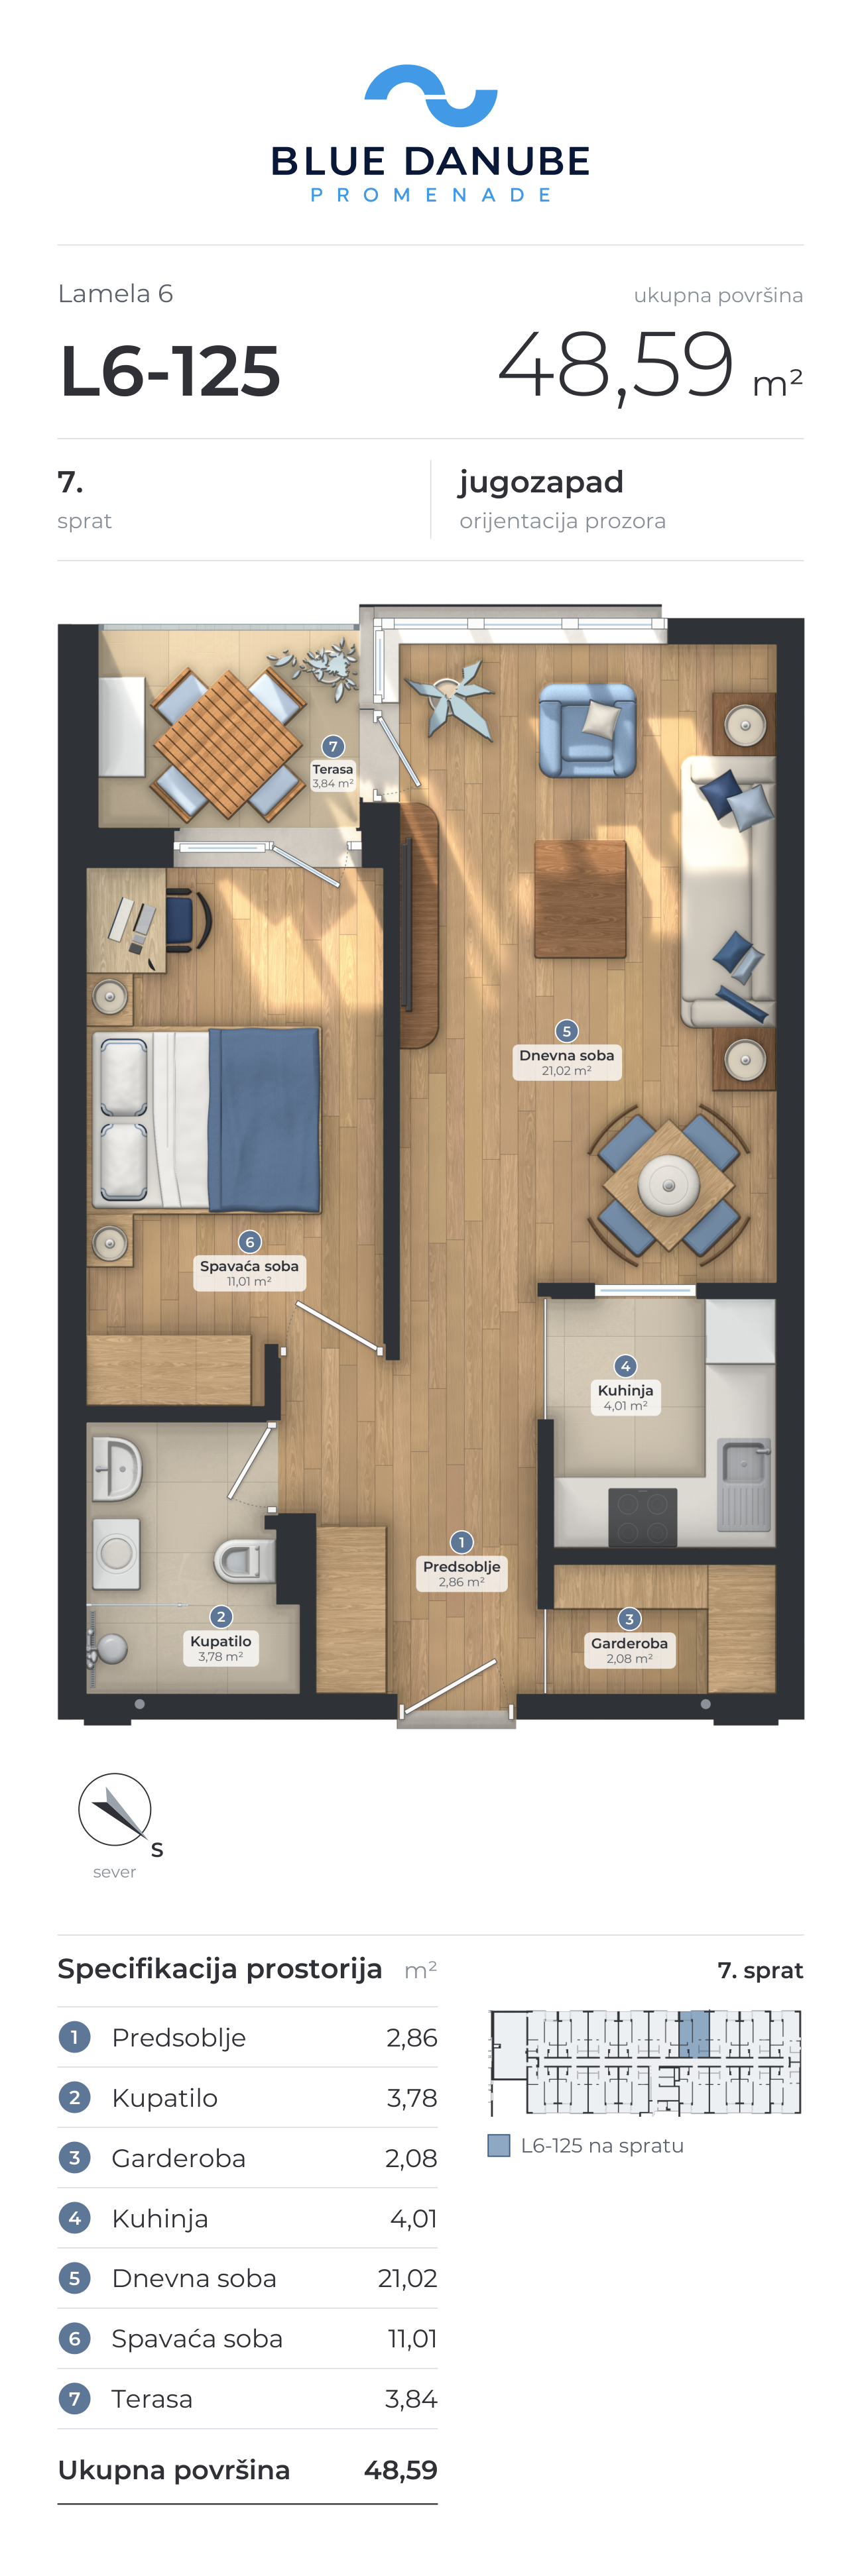 BLUE DANUBE
PROMENADE
Lamela 6
ukupna površina
L6-125
48,59 m²
7.
sprat
jugozapad
orijentacija prozora
7
Terasa
3,84 m²
5
Dnevna soba
21,02 m²
6
Spavaća soba
11,01 m²
4
Kuhinja
4,01 m²
1
Predsoblje
2,86 m²
2
Kupatilo
3,78 m²
3
Garderoba
2,08 m²
S
sever
Specifikacija prostorija m²
1 Predsoblje 2,86
2 Kupatilo 3,78
3 Garderoba 2,08
4 Kuhinja 4,01
5 Dnevna soba 21,02
6 Spavaća soba 11,01
7 Terasa 3,84
Ukupna površina 48,59
7. sprat
L6-125 na spratu